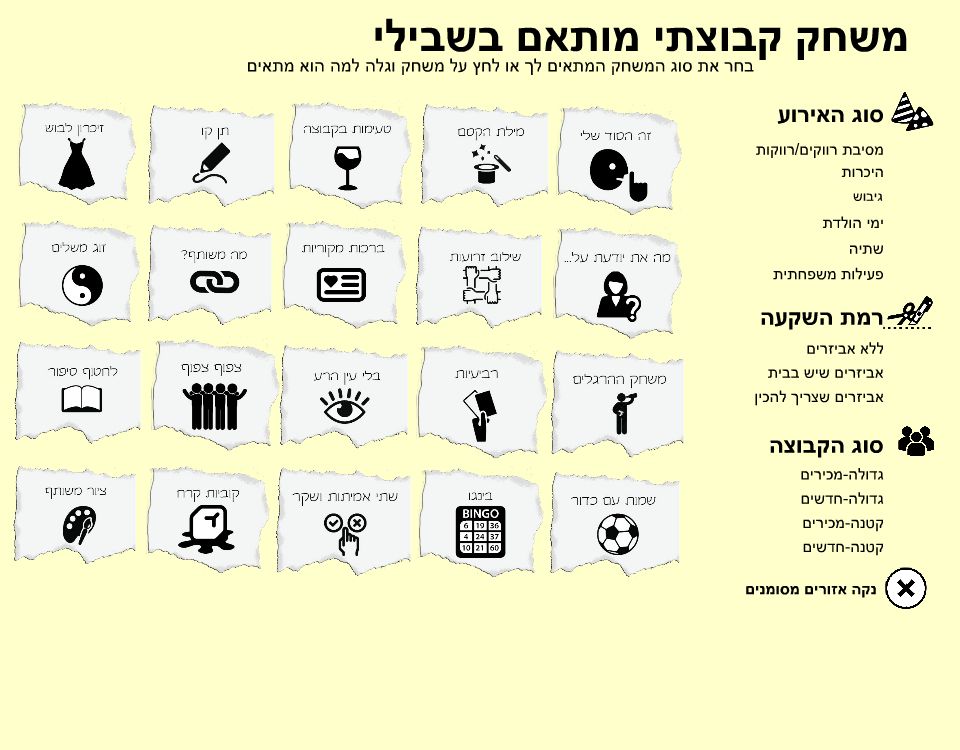 משחק קבוצתי מותאם בשבילי
בחר את סוג המשחק המתאים לך או לחץ על משחק וגלה למה הוא מתאים
סוג האירוע
מסיבת רווקים/רווקות
היכרות
גיבוש
ימי הולדת
שתיה
פעילות משפחתית
רמת השקעה
ללא אביזרים
אביזרים שיש בבית
אביזרים שצריך להכין
סוג הקבוצה
גדולה-מכירים
גדולה-חדשים
קטנה-מכירים
קטנה-חדשים
נקה אזורים מסומנים
זה הסוד שלי
מילת הקסם
טעימות בקבוצה
תן קו
זיכרון לבוש
מה את יודעת על...
שילוב זרועות
ברכות מקוריות
מה משותף?
זוג משלים
משחק ההרגלים
רביעיות
בלי עין הרע
צפוף צפוף
לחטוף סיפור
שמות עם כדור
בינגו
BINGO
6 19 36
4 24 37
10 21 60
שתי אמיתות ושקר
קוביות קרח
ציור משותף